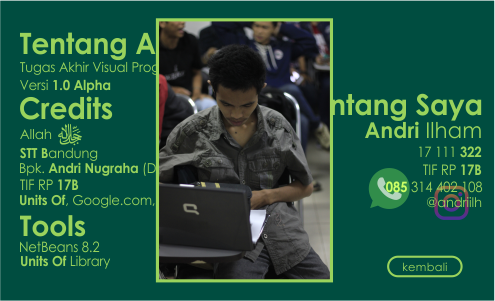 Tentang A
Tugas Akhir Visual Prog
Versi 1.0 Alpha
Credits
Allah ﷻ
STT Bandung
Bpk. Andri Nugraha (D
TIF RP 17B
Units Of, Google.com,
Tools
NetBeans 8.2
Units Of Library
ntang Saya
Andri Ilham
17 111 322
TIF RP 17B
085 314 402 108
@andriilh
kembali